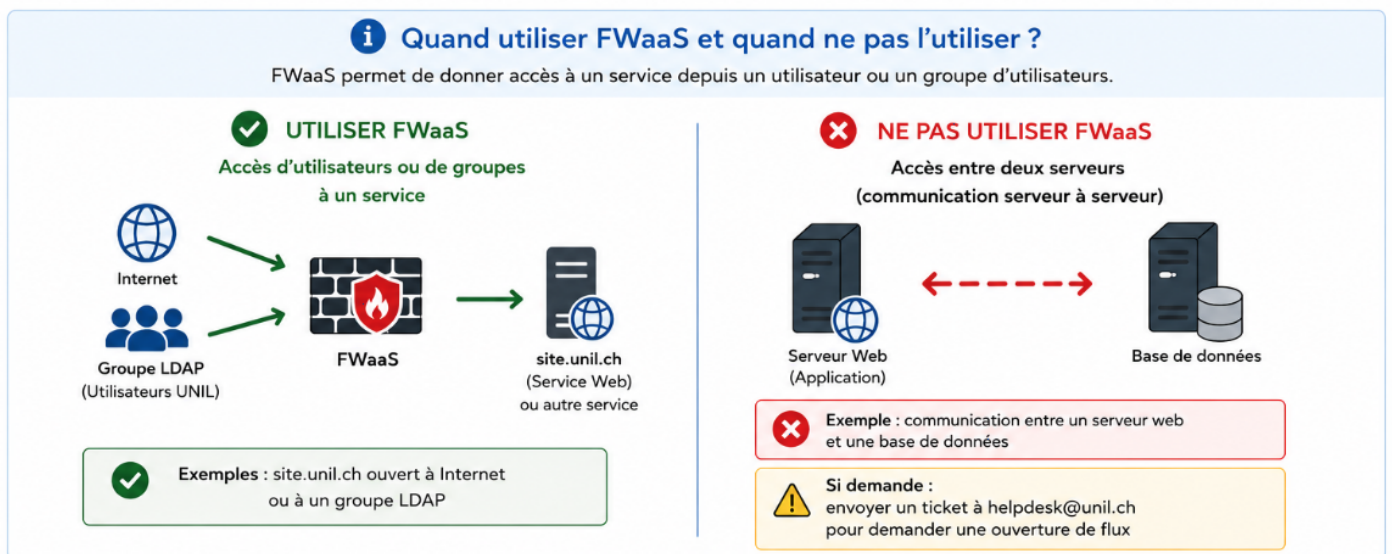 Quand utiliser FWaaS et quand ne pas l’utiliser ?
FWaaS permet de donner accès à un service depuis un utilisateur ou un groupe d’utilisateurs.
UTILISER FWaaS
Accès d’utilisateurs ou de groupes
à un service
Internet
Groupe LDAP
(Utilisateurs UNIL)
FWaaS
site.unil.ch
(Service Web)
ou autre service
Exemples : site.unil.ch ouvert à Internet
ou à un groupe LDAP
NE PAS UTILISER FWaaS
Accès entre deux serveurs
(communication serveur à serveur)
Serveur Web
(Application)
Base de données
Exemple : communication entre un serveur web
et une base de données
Si demande :
envoyer un ticket à helpdesk@unil.ch
pour demander une ouverture de flux